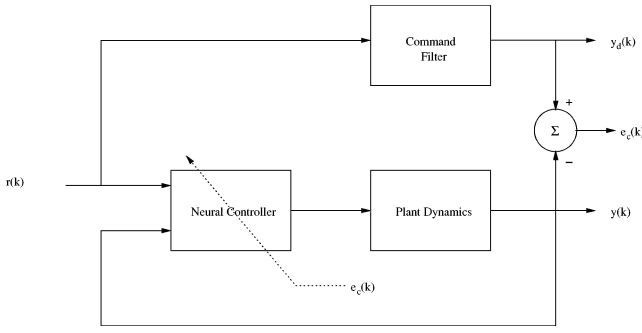 Command
Filter
y_d(k)
+
Σ
e_c(k)
−
r(k)
Neural Controller
Plant Dynamics
y(k)
e_c(k)